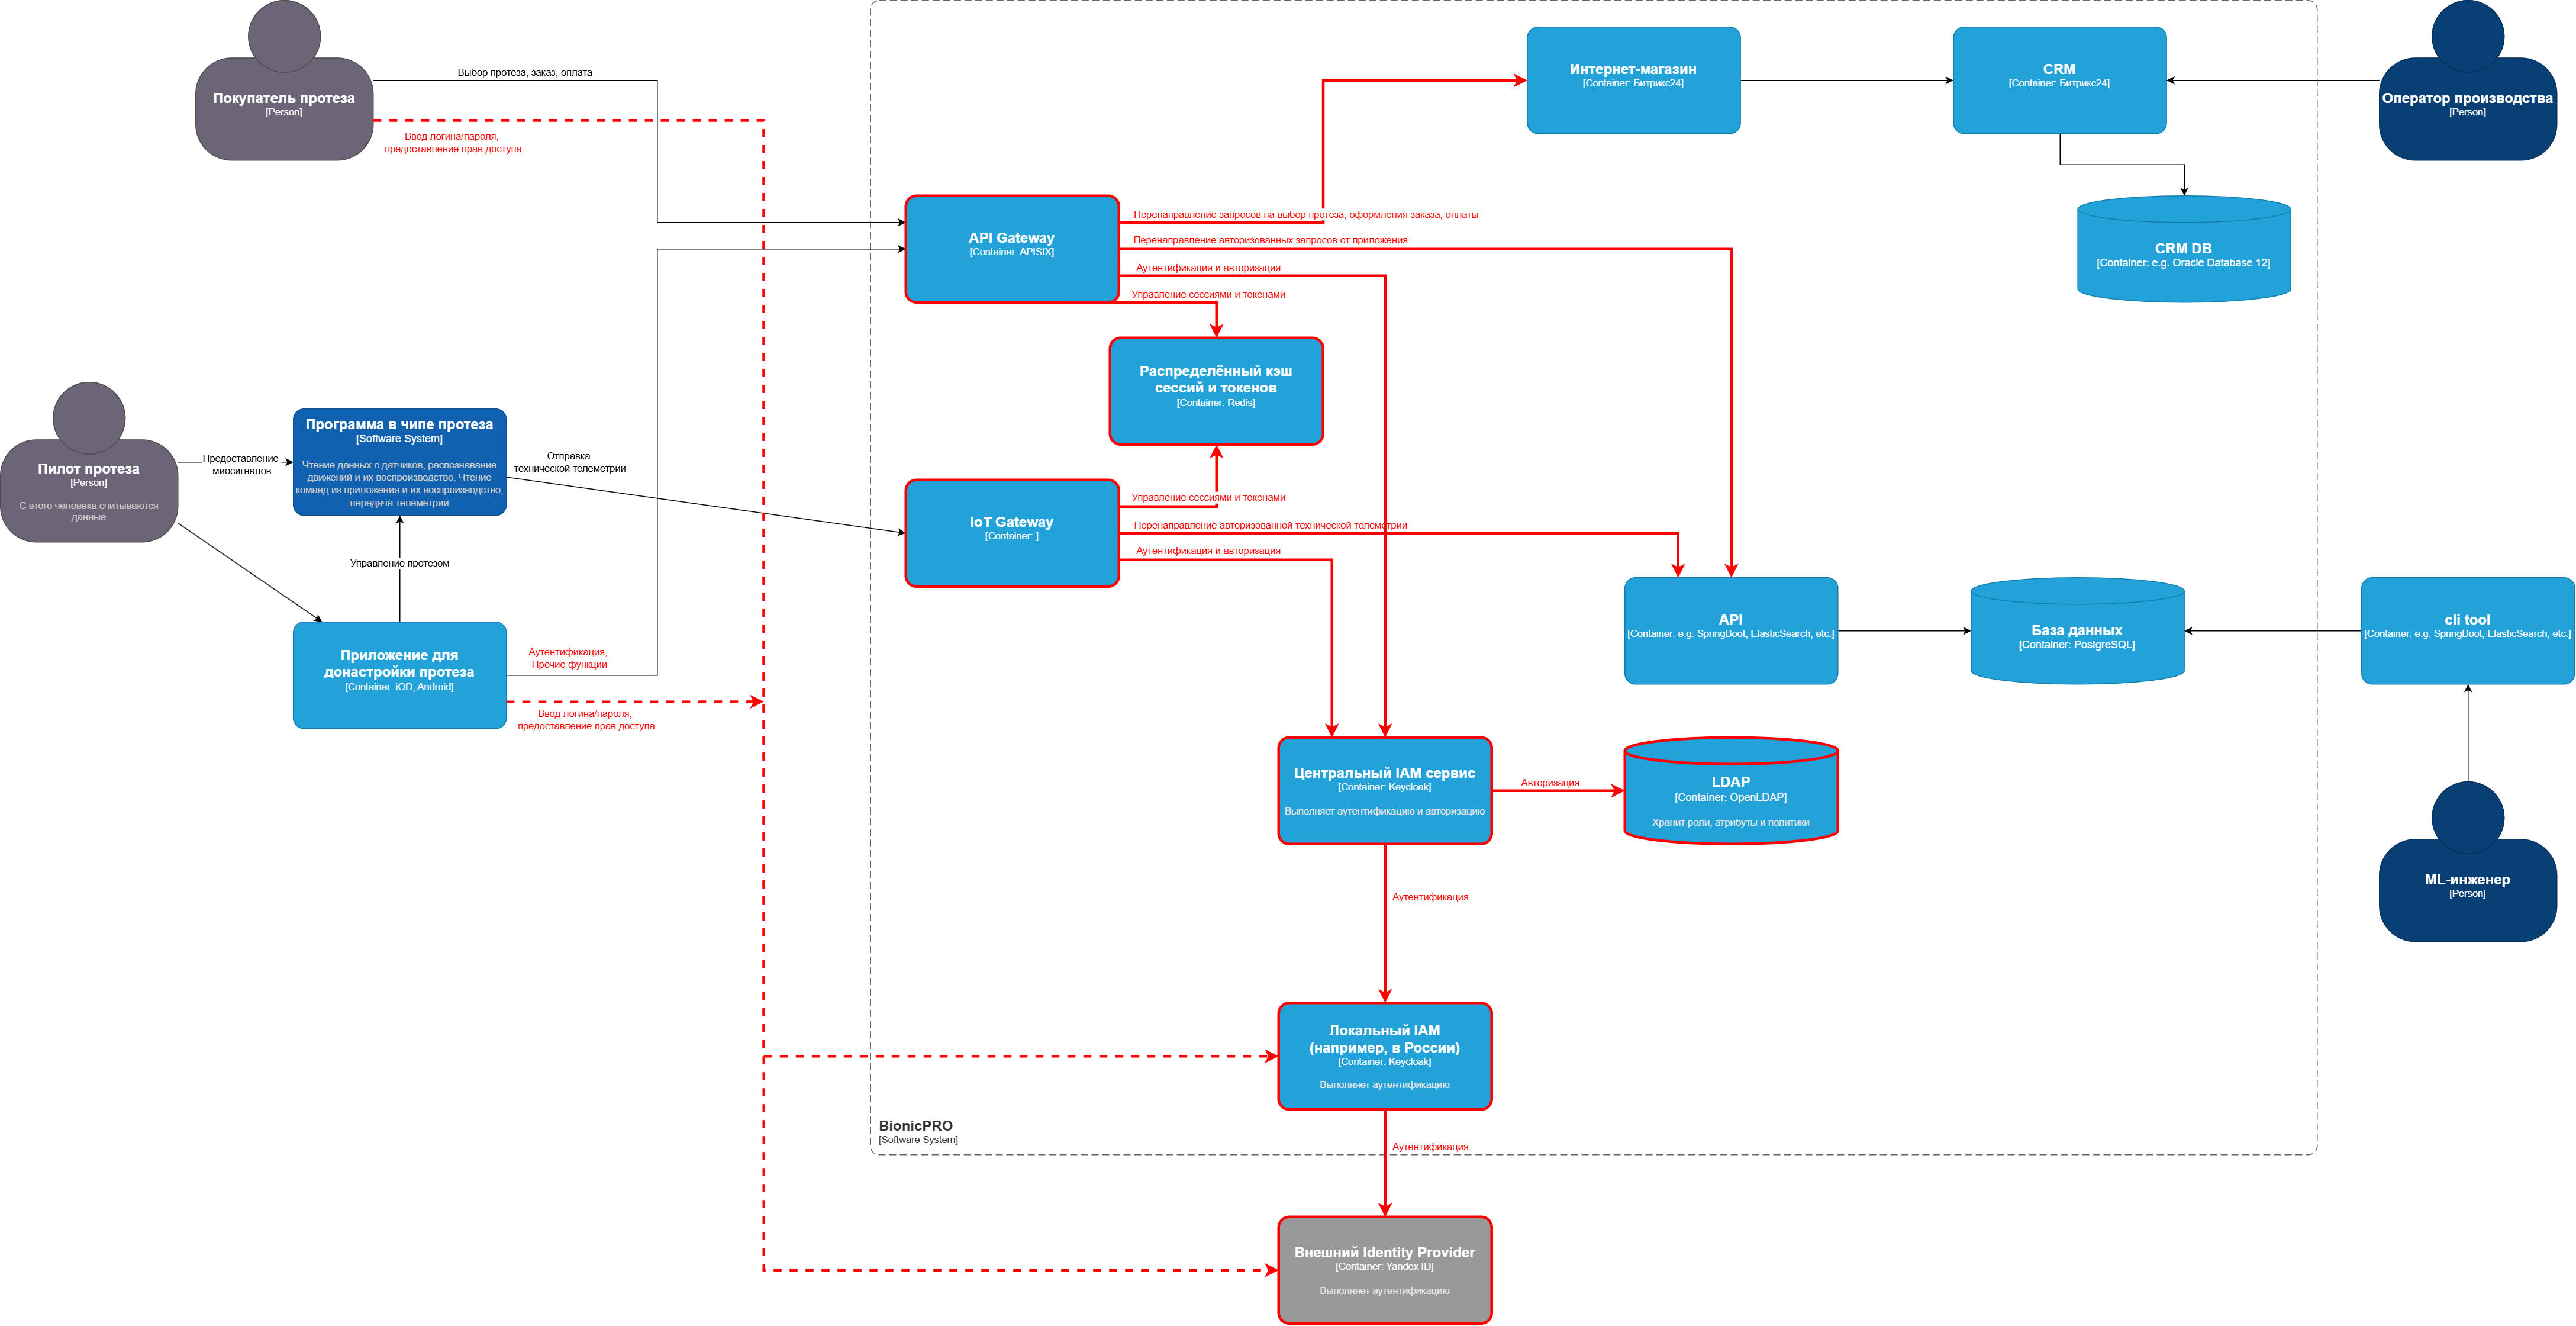 Покупатель протеза
[Person]
Выбор протеза, заказ, оплата
Ввод логина/пароля,
предоставление прав доступа
Интернет-магазин
[Container: Битрикс24]
CRM
[Container: Битрикс24]
Оператор производства
[Person]
API Gateway
[Container: APISIX]
Перенаправление запросов на выбор протеза, оформления заказа, оплаты
Перенаправление авторизованных запросов от приложения
Аутентификация и авторизация
Управление сессиями и токенами
CRM DB
[Container: e.g. Oracle Database 12]
Распределённый кэш
сессий и токенов
[Container: Redis]
Пилот протеза
[Person]
С этого человека считываются
данные
Предоставление
миосигналов
Программа в чипе протеза
[Software System]
Чтение данных с датчиков, распознавание
движений и их воспроизводство. Чтение
команд из приложения и их воспроизводство,
передача телеметрии
Отправка
технической телеметрии
IoT Gateway
[Container: ]
Управление сессиями и токенами
Перенаправление авторизованной технической телеметрии
Аутентификация и авторизация
Управление протезом
Приложение для
донастройки протеза
[Container: iOD, Android]
Аутентификация,
Прочие функции
Ввод логина/пароля,
предоставление прав доступа
API
[Container: e.g. SpringBoot, ElasticSearch, etc.]
База данных
[Container: PostgreSQL]
cli tool
[Container: e.g. SpringBoot, ElasticSearch, etc.]
Центральный IAM сервис
[Container: Keycloak]
Выполняет аутентификацию и авторизацию
Авторизация
LDAP
[Container: OpenLDAP]
Хранит роли, атрибуты и политики
ML-инженер
[Person]
Аутентификация
Локальный IAM
(например, в России)
[Container: Keycloak]
Выполняет аутентификацию
BionicPRO
[Software System]
Аутентификация
Внешний Identity Provider
[Container: Yandex ID]
Выполняет аутентификацию